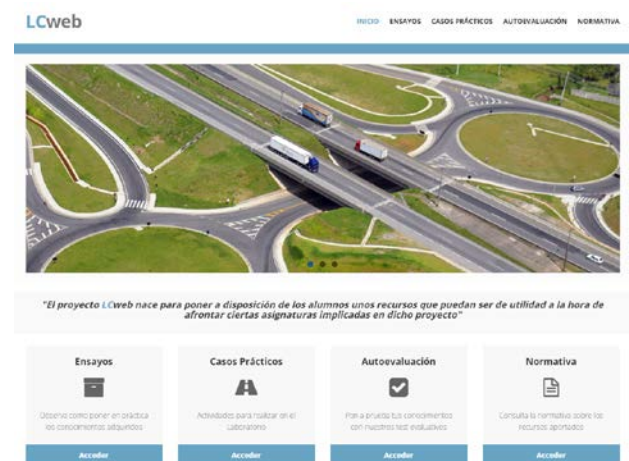 LCweb
INICIO ENSAYOS CASOS PRÁCTICOS AUTOEVALUACIÓN NORMATIVA
"El proyecto LCweb nace para poner a disposición de los alumnos unos recursos que puedan ser de utilidad a la hora de
afrontar ciertas asignaturas implicadas en dicho proyecto"
Ensayos
Observa como poner en práctica
los conocimientos adquiridos
Acceder
Casos Prácticos
Actividades para realizar en el
Laboratorio
Acceder
Autoevaluación
Pon a prueba tus conocimientos
con nuestros test evaluativos
Acceder
Normativa
Consulta la normativa sobre los
recursos aportados
Acceder